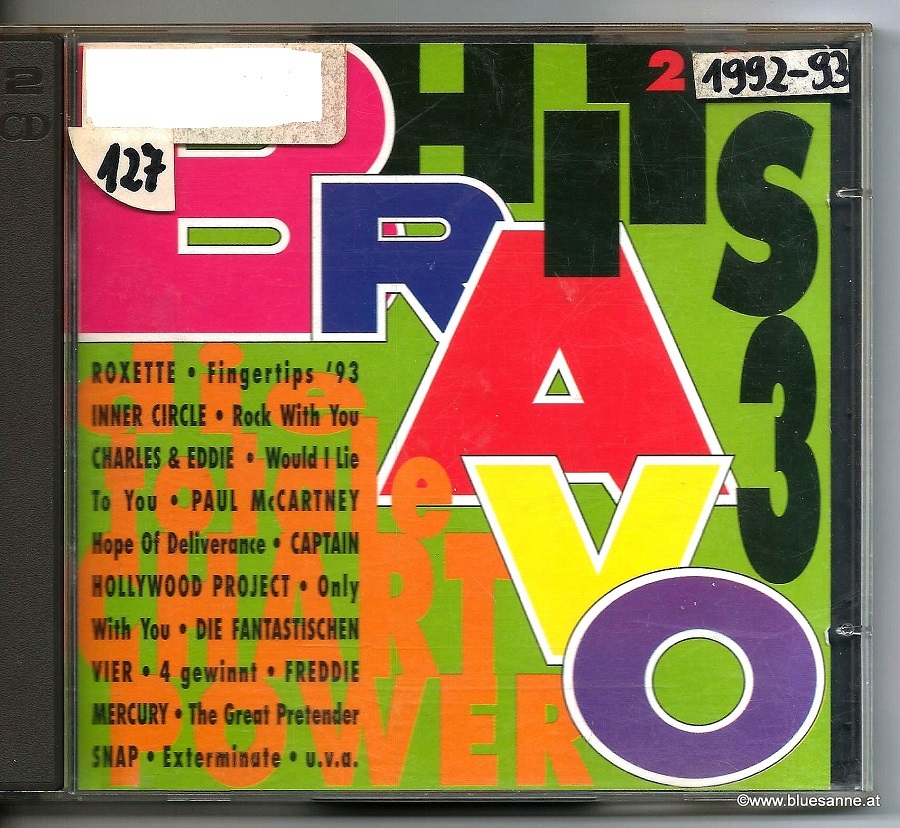 2
CD
HITS
2
1992-93
127
BRAVO
3
die
totale
CHART
POWER
ROXETTE • Fingertips '93
INNER CIRCLE • Rock With You
CHARLES & EDDIE • Would I Lie
To You • PAUL McCARTNEY
Hope Of Deliverance • CAPTAIN
HOLLYWOOD PROJECT • Only
With You • DIE FANTASTISCHEN
VIER • 4 gewinnt • FREDDIE
MERCURY • The Great Pretender
SNAP • Exterminate • u.v.a.
©www.bluesanne.at